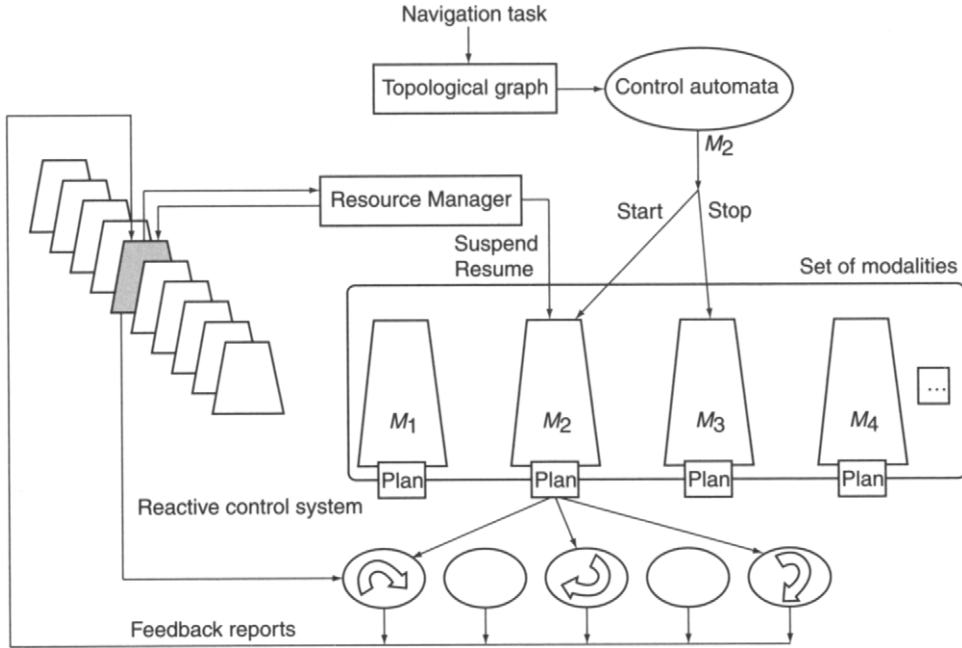 Navigation task
Topological graph
Control automata
M2
Resource Manager
Start
Stop
Suspend
Resume
Set of modalities
M1
M2
M3
M4
...
Plan
Plan
Plan
Plan
Reactive control system
Feedback reports